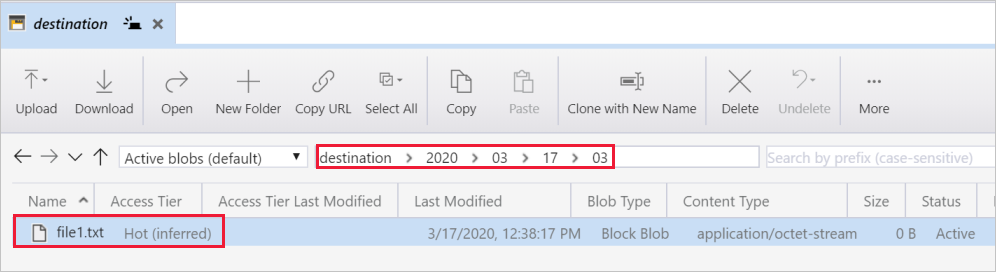 destination
Upload Download Open New Folder Copy URL Select All Copy Paste Clone with New Name Delete Undelete More
Active blobs (default) destination > 2020 > 03 > 17 > 03 Search by prefix (case-sensitive)
Name Access Tier Access Tier Last Modified Last Modified Blob Type Content Type Size Status
file1.txt Hot (inferred) 3/17/2020, 12:38:17 PM Block Blob application/octet-stream 0 B Active